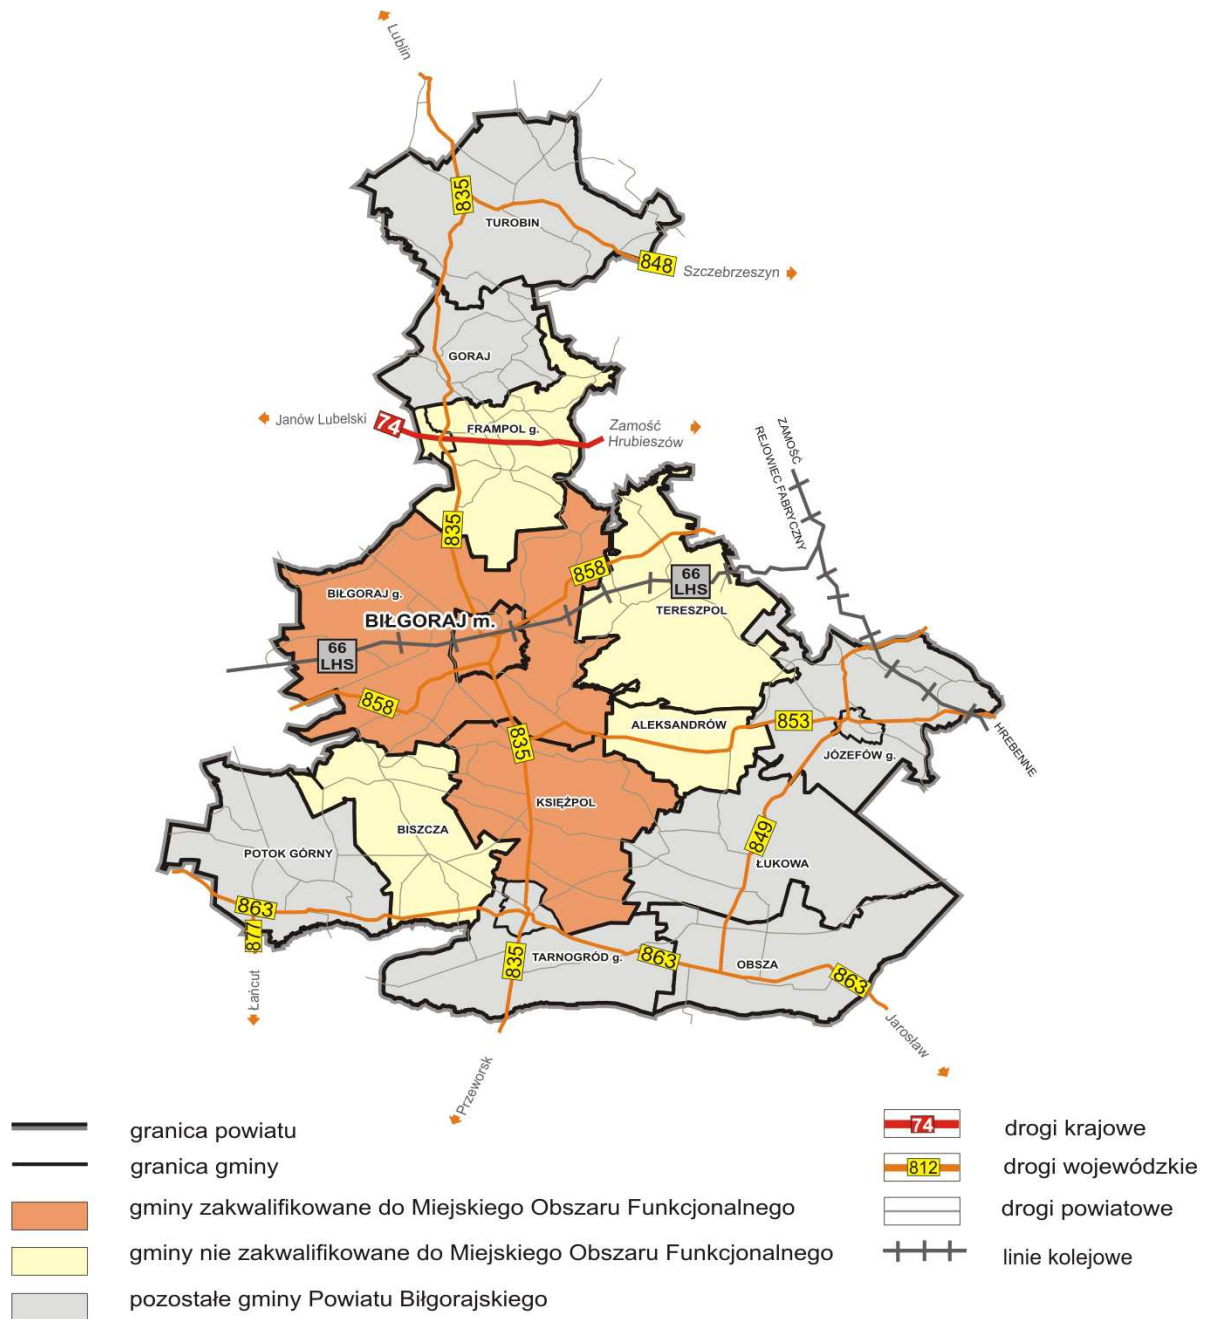 Lublin
835
TUROBIN
848
Szczebrzeszyn
GORAJ
Janów Lubelski
74
FRAMPOL g.
Zamość
Hrubieszów
ZAMOŚĆ
REJOWIEC FABRYCZNY
835
858
66
LHS
TERESZPOL
BIŁGORAJ g.
BIŁGORAJ m.
66
LHS
858
835
ALEKSANDRÓW
853
JÓZEFÓW g.
HREBENNE
KSIĘŻPOL
BISZCZA
POTOK GÓRNY
849
ŁUKOWA
863
877
Łańcut
835
TARNOGRÓD g.
863
OBSZA
863
Jarosław
Przeworsk
granica powiatu
granica gminy
gminy zakwalifikowane do Miejskiego Obszaru Funkcjonalnego
gminy nie zakwalifikowane do Miejskiego Obszaru Funkcjonalnego
pozostałe gminy Powiatu Biłgorajskiego
74 drogi krajowe
812 drogi wojewódzkie
drogi powiatowe
linie kolejowe